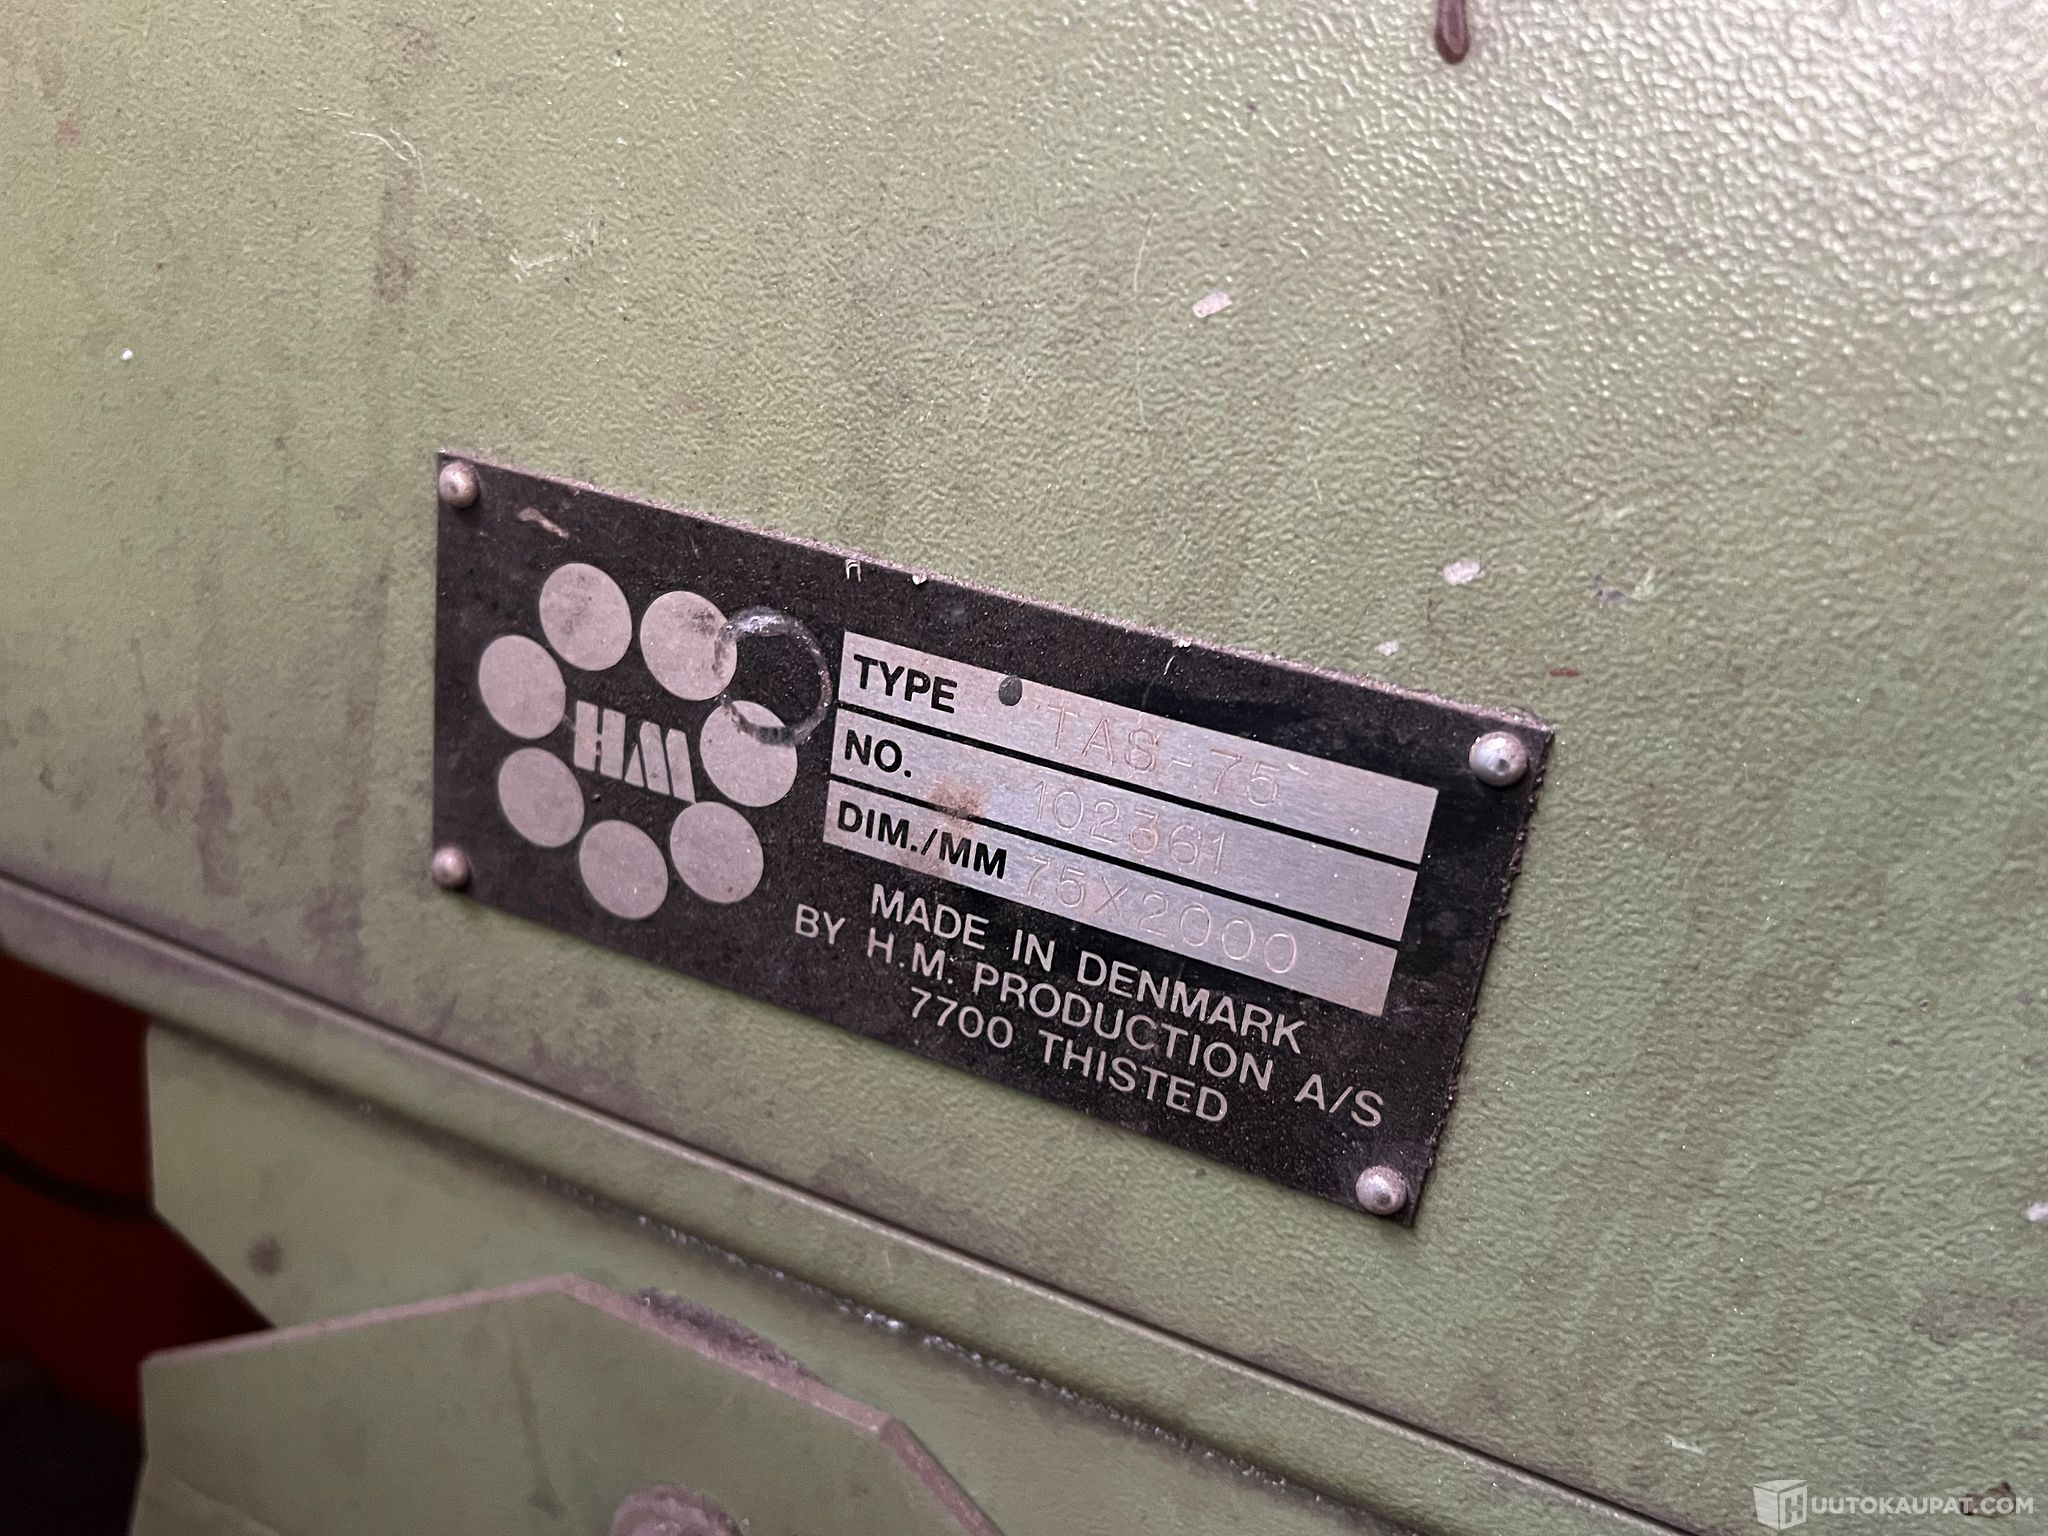 HM
TYPE TAS-75
NO. 102361
DIM./MM 75X2000
MADE IN DENMARK
BY H.M. PRODUCTION A/S
7700 THISTED
HUUTOKAUPAT.COM